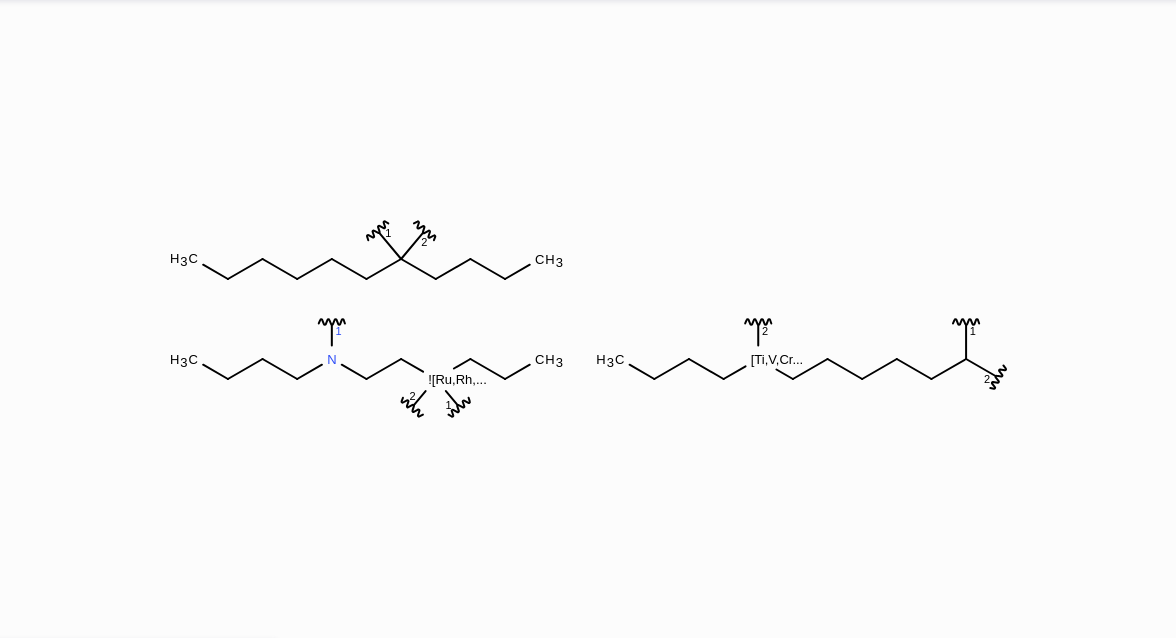 1
2
H3C CH3
1
H3C N ![Ru,Rh,... CH3
2 1
2 1
H3C [Ti,V,Cr...
2